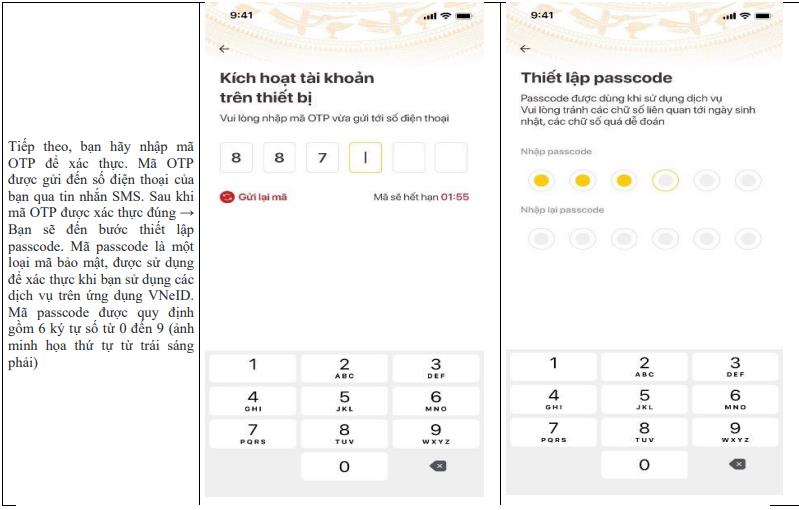 Tiếp theo, bạn hãy nhập mã
OTP để xác thực. Mã OTP
được gửi đến số điện thoại của
bạn qua tin nhắn SMS. Sau khi
mã OTP được xác thực đúng →
Bạn sẽ đến bước thiết lập
passcode. Mã passcode là một
loại mã bảo mật, được sử dụng
để xác thực khi bạn sử dụng các
dịch vụ trên ứng dụng VNeID.
Mã passcode được quy định
gồm 6 ký tự số từ 0 đến 9 (ảnh
minh họa thứ tự từ trái sáng
phải)
9:41
←
Kích hoạt tài khoản
trên thiết bị
Vui lòng nhập mã OTP vừa gửi tới số điện thoại
8 8 7
Gửi lại mã Mã sẽ hết hạn 01:55
1 2 3
ABC DEF
4 5 6
GHI JKL MNO
7 8 9
PQRS TUV WXYZ
0
9:41
←
Thiết lập passcode
Passcode được dùng khi sử dụng dịch vụ
Vui lòng tránh các chữ số liên quan tới ngày sinh
nhật, các chữ số quá dễ đoán
Nhập passcode
Nhập lại passcode
1 2 3
ABC DEF
4 5 6
GHI JKL MNO
7 8 9
PQRS TUV WXYZ
0